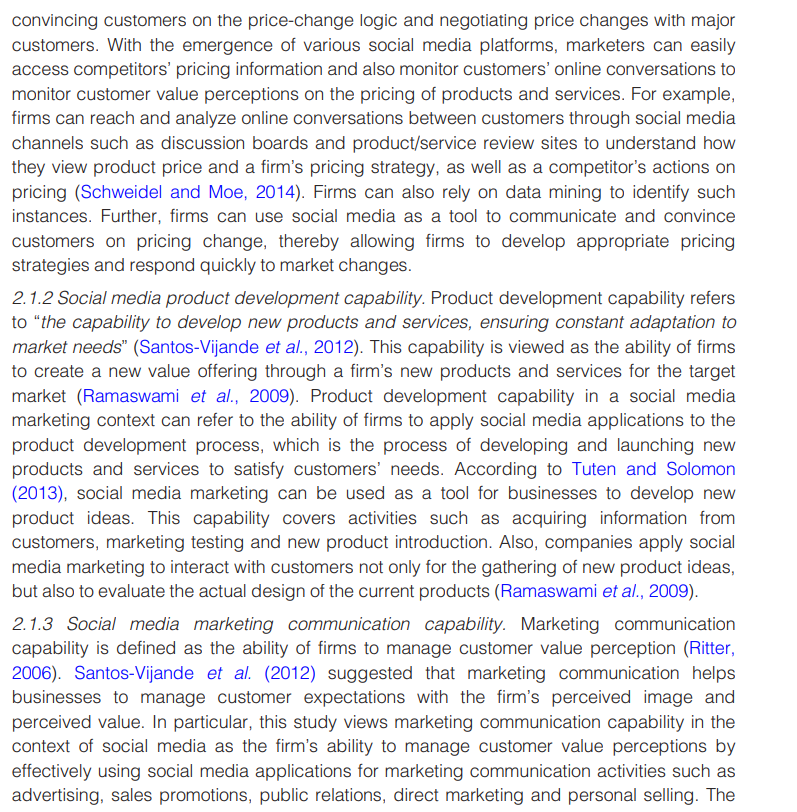 convincing customers on the price-change logic and negotiating price changes with major
customers. With the emergence of various social media platforms, marketers can easily
access competitors' pricing information and also monitor customers' online conversations to
monitor customer value perceptions on the pricing of products and services. For example,
firms can reach and analyze online conversations between customers through social media
channels such as discussion boards and product/service review sites to understand how
they view product price and a firm's pricing strategy, as well as a competitor's actions on
pricing (Schweidel and Moe, 2014). Firms can also rely on data mining to identify such
instances. Further, firms can use social media as a tool to communicate and convince
customers on pricing change, thereby allowing firms to develop appropriate pricing
strategies and respond quickly to market changes.
2.1.2 Social media product development capability. Product development capability refers
to “the capability to develop new products and services, ensuring constant adaptation to
market needs” (Santos-Vijande et al., 2012). This capability is viewed as the ability of firms
to create a new value offering through a firm's new products and services for the target
market (Ramaswami et al., 2009). Product development capability in a social media
marketing context can refer to the ability of firms to apply social media applications to the
product development process, which is the process of developing and launching new
products and services to satisfy customers' needs. According to Tuten and Solomon
(2013), social media marketing can be used as a tool for businesses to develop new
product ideas. This capability covers activities such as acquiring information from
customers, marketing testing and new product introduction. Also, companies apply social
media marketing to interact with customers not only for the gathering of new product ideas,
but also to evaluate the actual design of the current products (Ramaswami et al., 2009).
2.1.3 Social media marketing communication capability. Marketing communication
capability is defined as the ability of firms to manage customer value perception (Ritter,
2006). Santos-Vijande et al. (2012) suggested that marketing communication helps
businesses to manage customer expectations with the firm's perceived image and
perceived value. In particular, this study views marketing communication capability in the
context of social media as the firm's ability to manage customer value perceptions by
effectively using social media applications for marketing communication activities such as
advertising, sales promotions, public relations, direct marketing and personal selling. The